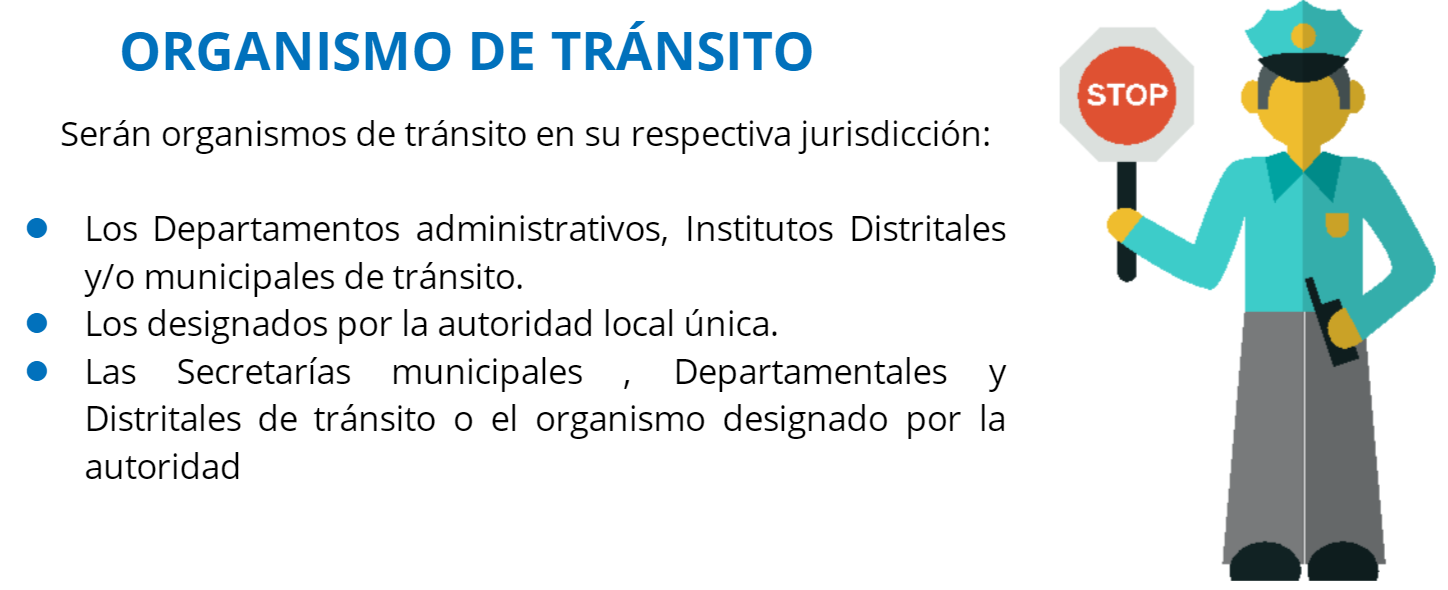 ORGANISMO DE TRÁNSITO
Serán organismos de tránsito en su respectiva jurisdicción:
STOP
● Los Departamentos administrativos, Institutos Distritales
y/o municipales de tránsito.
● Los designados por la autoridad local única.
● Las Secretarías municipales , Departamentales y
Distritales de tránsito o el organismo designado por la
autoridad